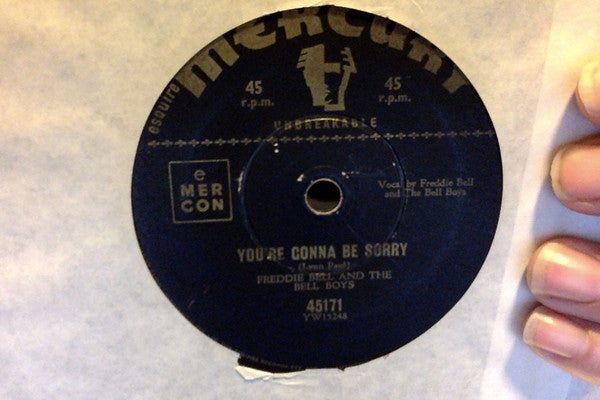 esquire
MERCURY
45
r.p.m.
45
r.p.m.
UNBREAKABLE
e
MER
CON
Vocal by Freddie Bell
and The Bell Boys
YOU'RE GONNA BE SORRY
(Lynn Paul)
FREDDIE BELL AND THE
BELL BOYS
45171
YW15248